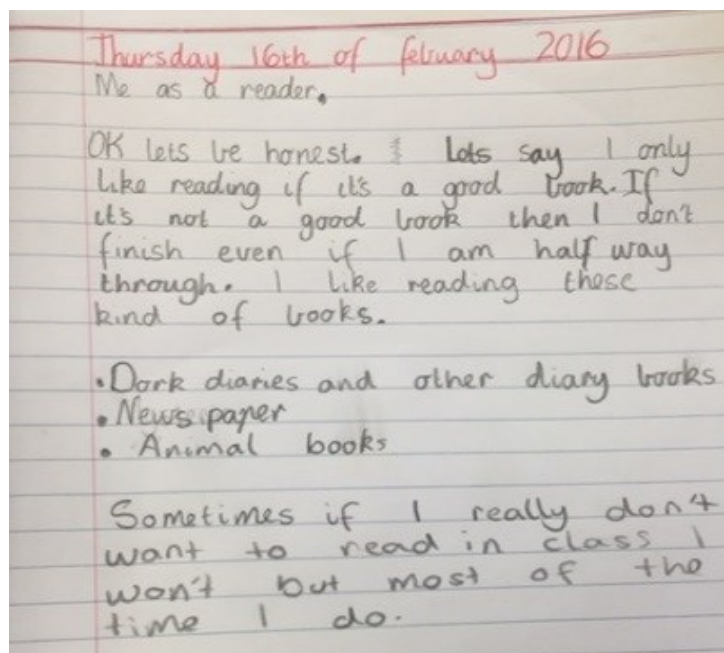 Thursday 16th of february 2016
Me as a reader.
OK lets be honest. lets say I only
like reading if it's a good book. If
it's not a good book then I don't
finish even if I am half way
through. I like reading these
kind of books.
• Dork diaries and other diary books
• News paper
• Animal books
Sometimes if I really don't
want to read in class I
won't but most of the
time I do.